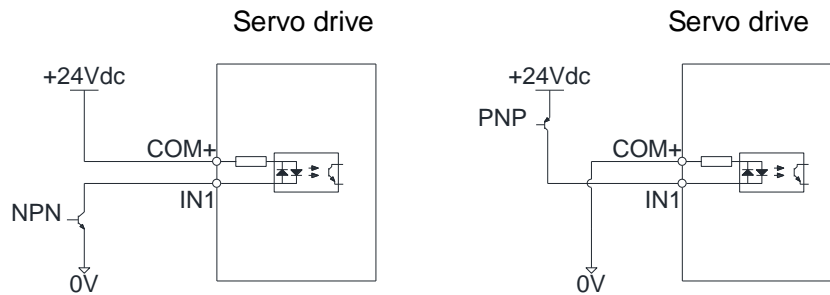 Servo drive
+24Vdc
COM+
IN1
NPN
0V
Servo drive
+24Vdc
PNP
COM+
IN1
0V